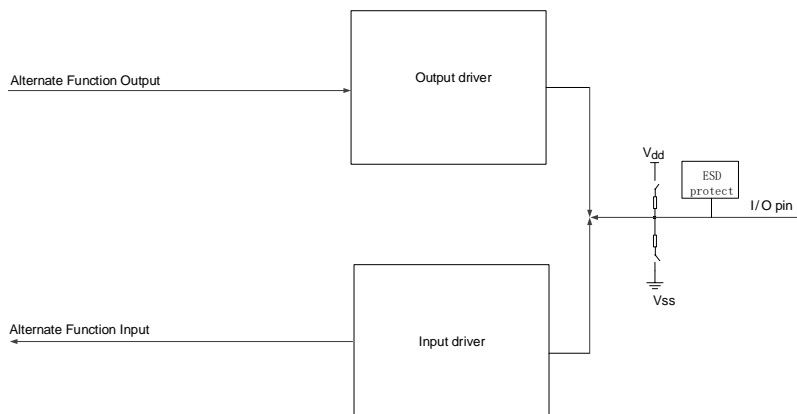 Alternate Function Output
Output driver
Vdd
ESD
protect
I/O pin
Vss
Alternate Function Input
Input driver